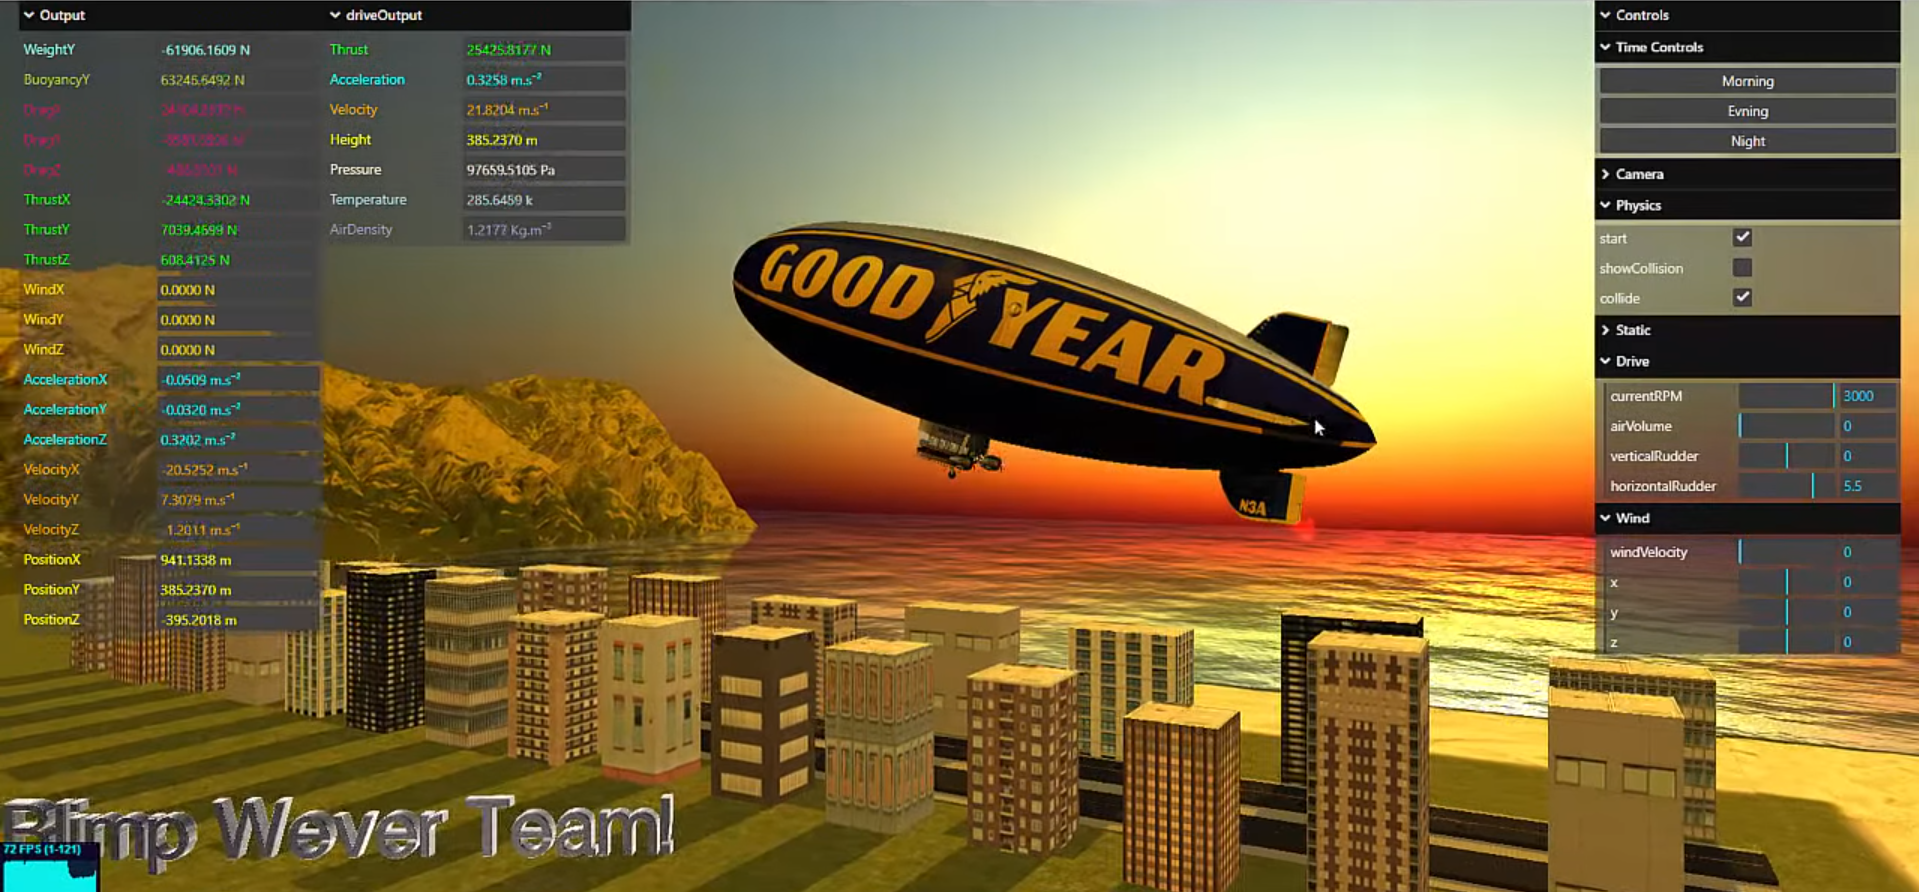 Output
WeightY -61906.1609 N
BuoyancyY 63246.6492 N
ThrustX -24424.3302 N
ThrustY 7039.4699 N
ThrustZ 608.4125 N
WindX 0.0000 N
WindY 0.0000 N
WindZ 0.0000 N
AccelerationX -0.0509 m.s⁻²
AccelerationY -0.0320 m.s⁻²
AccelerationZ 0.3202 m.s⁻²
VelocityX -20.5252 m.s⁻¹
VelocityY 7.3079 m.s⁻¹
VelocityZ -1.2011 m.s⁻¹
PositionX 941.1338 m
PositionY 385.2370 m
PositionZ -395.2018 m
driveOutput
Thrust 25425.8177 N
Acceleration 0.3258 m.s⁻²
Velocity 21.8204 m.s⁻¹
Height 385.2370 m
Pressure 97659.5105 Pa
Temperature 285.6459 k
AirDensity 1.2177 Kg.m⁻³
GOOD YEAR
N3A
Controls
Time Controls
Morning
Evning
Night
Camera
Physics
start
showCollision
collide
Static
Drive
currentRPM 3000
airVolume 0
verticalRudder 0
horizontalRudder 5.5
Wind
windVelocity 0
x 0
y 0
z 0
Blimp Wever Team!
72 FPS (1-121)